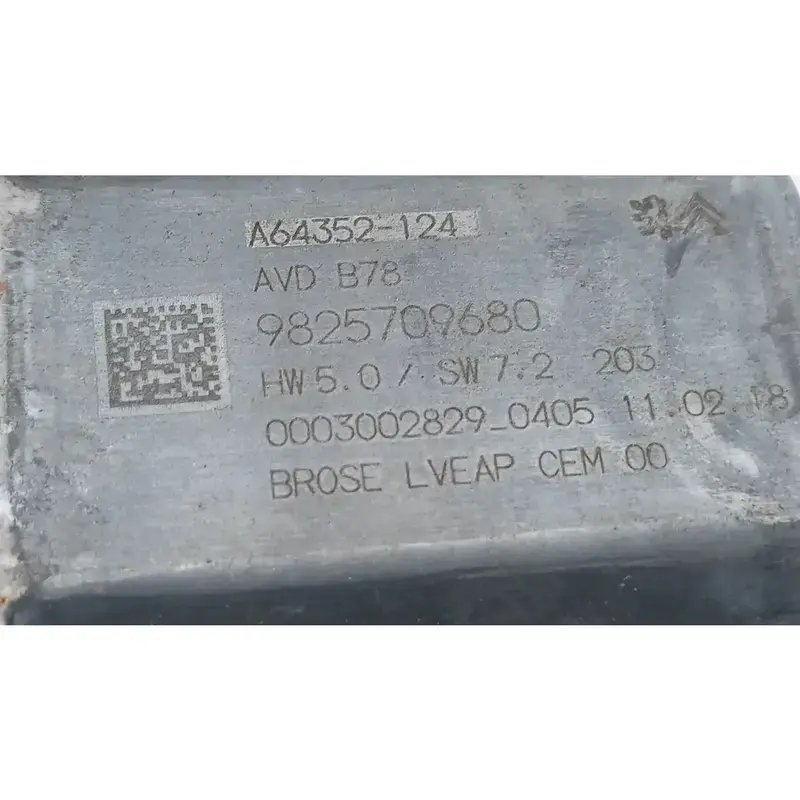 A64352-124
AVD B78
9825709680
HW 5.0 / SW 7.2 203
0003002829_0405 11.02.18
BROSE LVEAP CEM 00